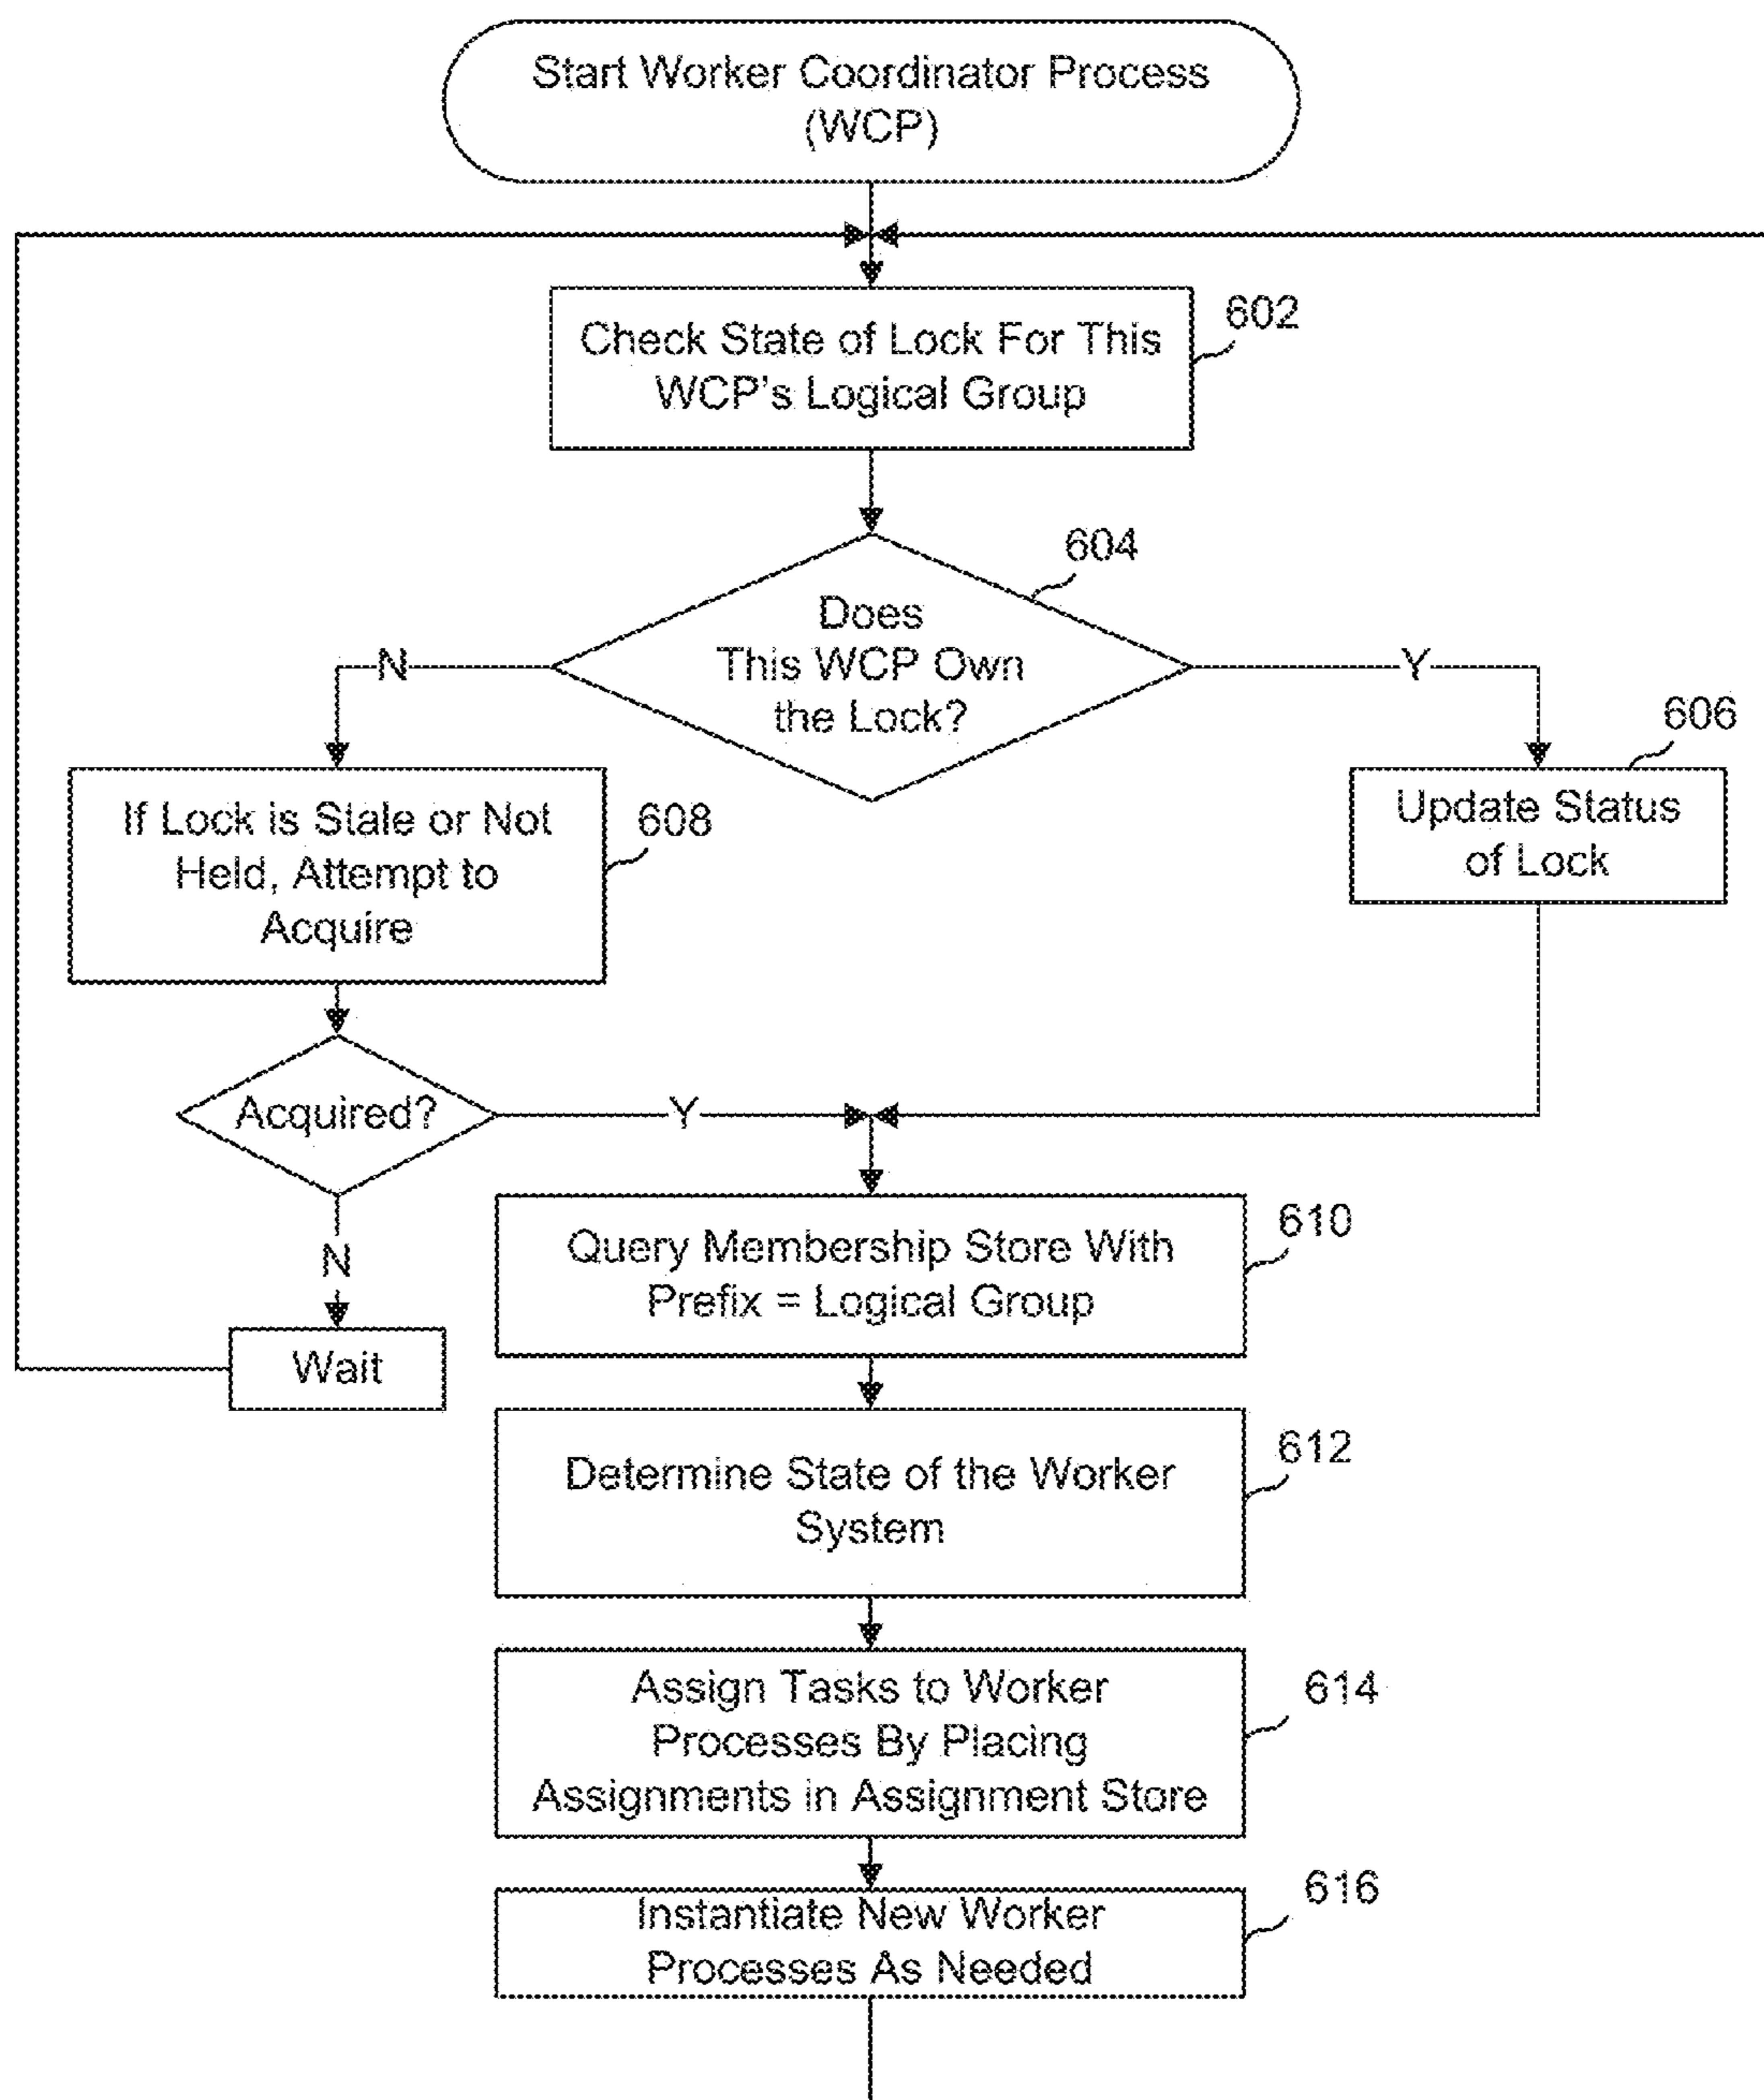 Start Worker Coordinator Process
(WCP)
602
Check State of Lock For This
WCP's Logical Group
604
Does
This WCP Own
the Lock?
N
Y
606
Update Status
of Lock
608
If Lock is Stale or Not
Held, Attempt to
Acquire
Acquired?
Y
N
Wait
610
Query Membership Store With
Prefix = Logical Group
612
Determine State of the Worker
System
614
Assign Tasks to Worker
Processes By Placing
Assignments in Assignment Store
616
Instantiate New Worker
Processes As Needed